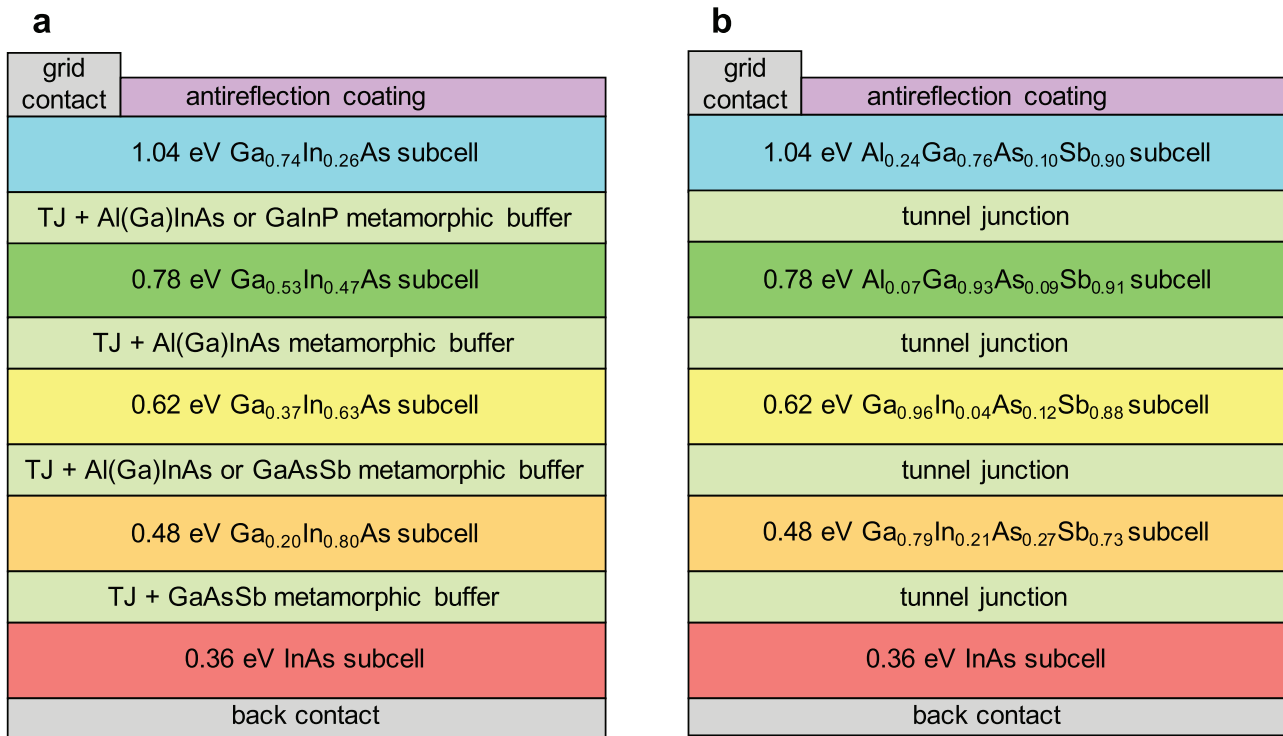 a
grid
contact
antireflection coating
1.04 eV Ga₀.₇₄In₀.₂₆As subcell
TJ + Al(Ga)InAs or GaInP metamorphic buffer
0.78 eV Ga₀.₅₃In₀.₄₇As subcell
TJ + Al(Ga)InAs metamorphic buffer
0.62 eV Ga₀.₃₇In₀.₆₃As subcell
TJ + Al(Ga)InAs or GaAsSb metamorphic buffer
0.48 eV Ga₀.₂₀In₀.₈₀As subcell
TJ + GaAsSb metamorphic buffer
0.36 eV InAs subcell
back contact
b
grid
contact
antireflection coating
1.04 eV Al₀.₂₄Ga₀.₇₆As₀.₁₀Sb₀.₉₀ subcell
tunnel junction
0.78 eV Al₀.₀₇Ga₀.₉₃As₀.₀₉Sb₀.₉₁ subcell
tunnel junction
0.62 eV Ga₀.₉₆In₀.₀₄As₀.₁₂Sb₀.₈₈ subcell
tunnel junction
0.48 eV Ga₀.₇₉In₀.₂₁As₀.₂₇Sb₀.₇₃ subcell
tunnel junction
0.36 eV InAs subcell
back contact